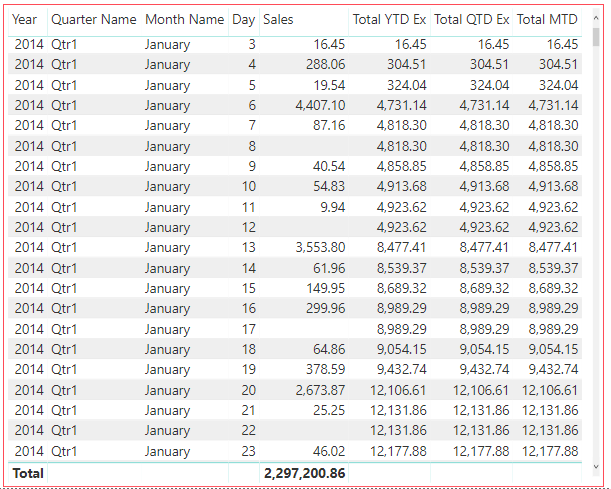 Year Quarter Name Month Name Day Sales Total YTD Ex Total QTD Ex Total MTD
2014 Qtr1 January 3 16.45 16.45 16.45 16.45
2014 Qtr1 January 4 288.06 304.51 304.51 304.51
2014 Qtr1 January 5 19.54 324.04 324.04 324.04
2014 Qtr1 January 6 4,407.10 4,731.14 4,731.14 4,731.14
2014 Qtr1 January 7 87.16 4,818.30 4,818.30 4,818.30
2014 Qtr1 January 8 4,818.30 4,818.30 4,818.30
2014 Qtr1 January 9 40.54 4,858.85 4,858.85 4,858.85
2014 Qtr1 January 10 54.83 4,913.68 4,913.68 4,913.68
2014 Qtr1 January 11 9.94 4,923.62 4,923.62 4,923.62
2014 Qtr1 January 12 4,923.62 4,923.62 4,923.62
2014 Qtr1 January 13 3,553.80 8,477.41 8,477.41 8,477.41
2014 Qtr1 January 14 61.96 8,539.37 8,539.37 8,539.37
2014 Qtr1 January 15 149.95 8,689.32 8,689.32 8,689.32
2014 Qtr1 January 16 299.96 8,989.29 8,989.29 8,989.29
2014 Qtr1 January 17 8,989.29 8,989.29 8,989.29
2014 Qtr1 January 18 64.86 9,054.15 9,054.15 9,054.15
2014 Qtr1 January 19 378.59 9,432.74 9,432.74 9,432.74
2014 Qtr1 January 20 2,673.87 12,106.61 12,106.61 12,106.61
2014 Qtr1 January 21 25.25 12,131.86 12,131.86 12,131.86
2014 Qtr1 January 22 12,131.86 12,131.86 12,131.86
2014 Qtr1 January 23 46.02 12,177.88 12,177.88 12,177.88
Total 2,297,200.86